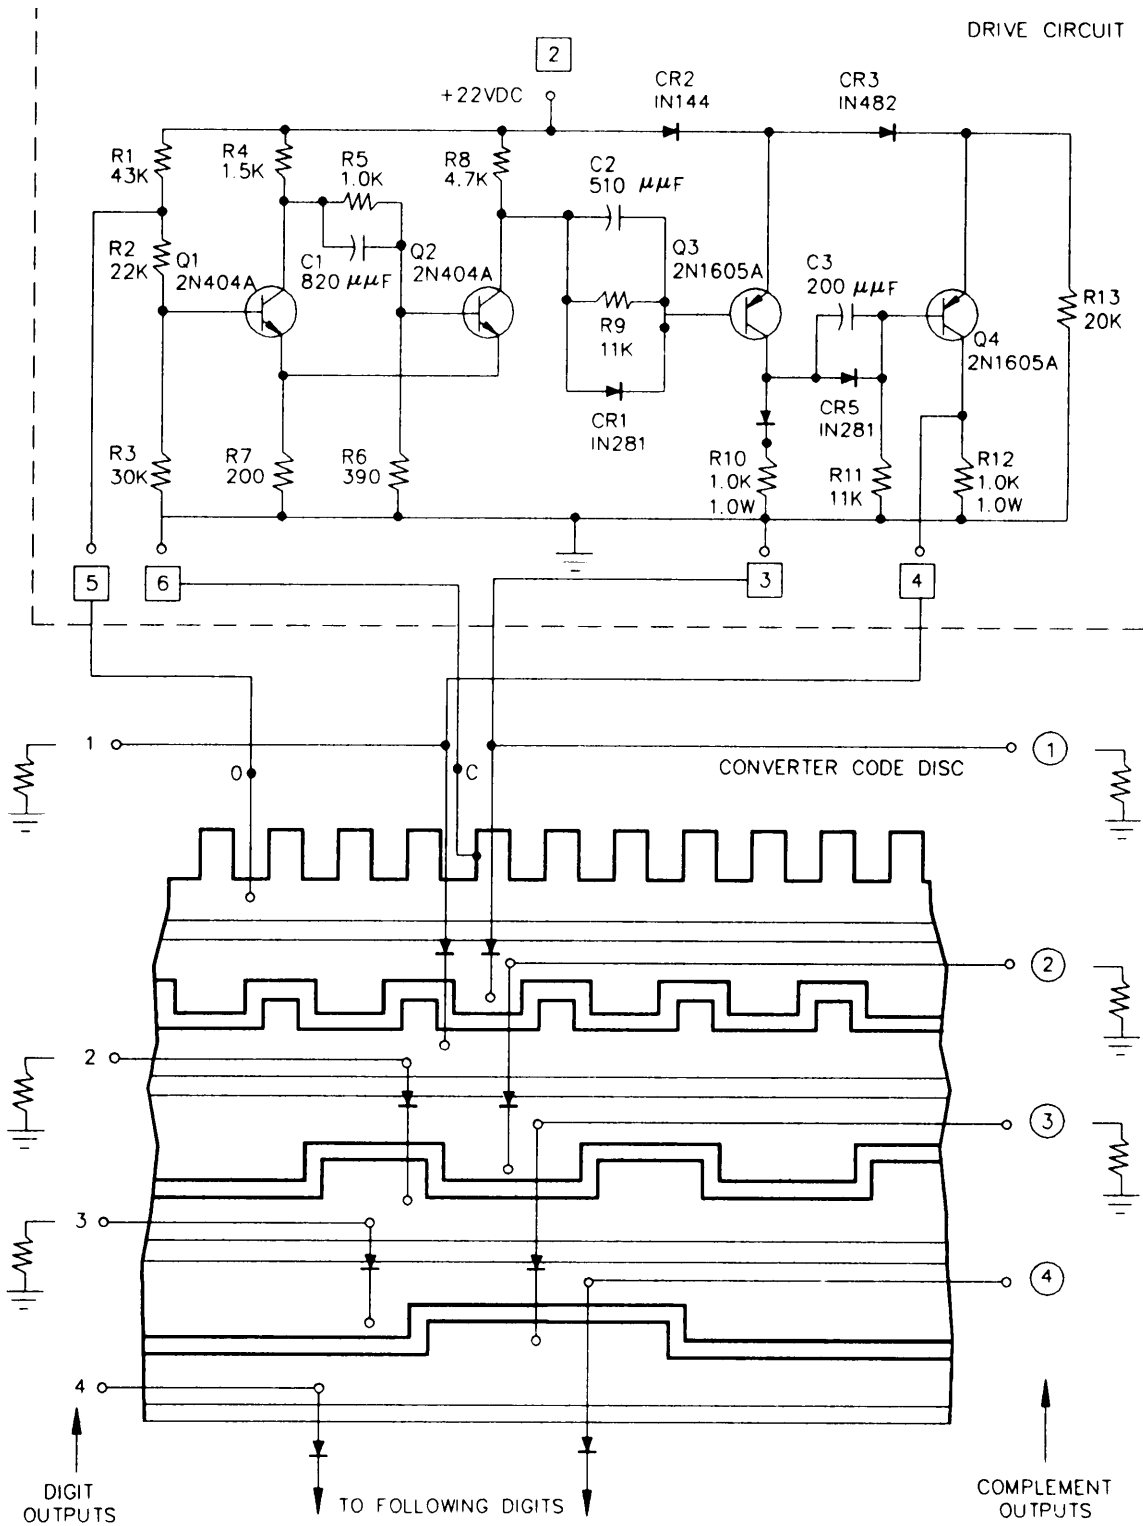 DRIVE CIRCUIT
2
+22VDC
CR2
IN144
CR3
IN482
R1
43K
R4
1.5K
R5
1.0K
R8
4.7K
C2
510 μμF
R2
22K
Q1
2N404A
C1
820 μμF
Q2
2N404A
Q3
2N1605A
C3
200 μμF
R9
11K
Q4
2N1605A
R13
20K
CR1
IN281
CR5
IN281
R3
30K
R7
200
R6
390
R10
1.0K
1.0W
R11
11K
R12
1.0K
1.0W
5
6
3
4
1
O
C
1
CONVERTER CODE DISC
2
2
3
3
4
4
DIGIT
OUTPUTS
TO FOLLOWING DIGITS
COMPLEMENT
OUTPUTS